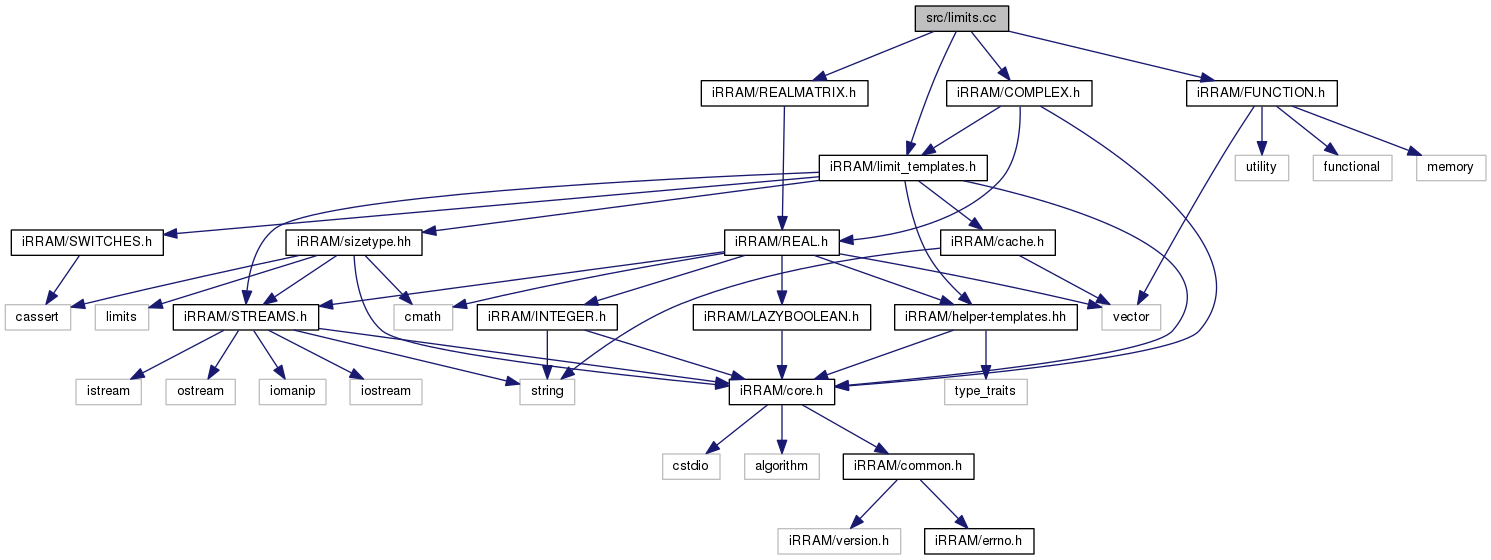 src/limits.cc
iRRAM/REALMATRIX.h
iRRAM/COMPLEX.h
iRRAM/FUNCTION.h
iRRAM/limit_templates.h
utility
functional
memory
iRRAM/SWITCHES.h
iRRAM/sizetype.hh
iRRAM/REAL.h
iRRAM/cache.h
cassert
limits
iRRAM/STREAMS.h
cmath
iRRAM/INTEGER.h
iRRAM/LAZYBOOLEAN.h
iRRAM/helper-templates.hh
vector
istream
ostream
iomanip
iostream
string
iRRAM/core.h
type_traits
cstdio
algorithm
iRRAM/common.h
iRRAM/version.h
iRRAM/errno.h